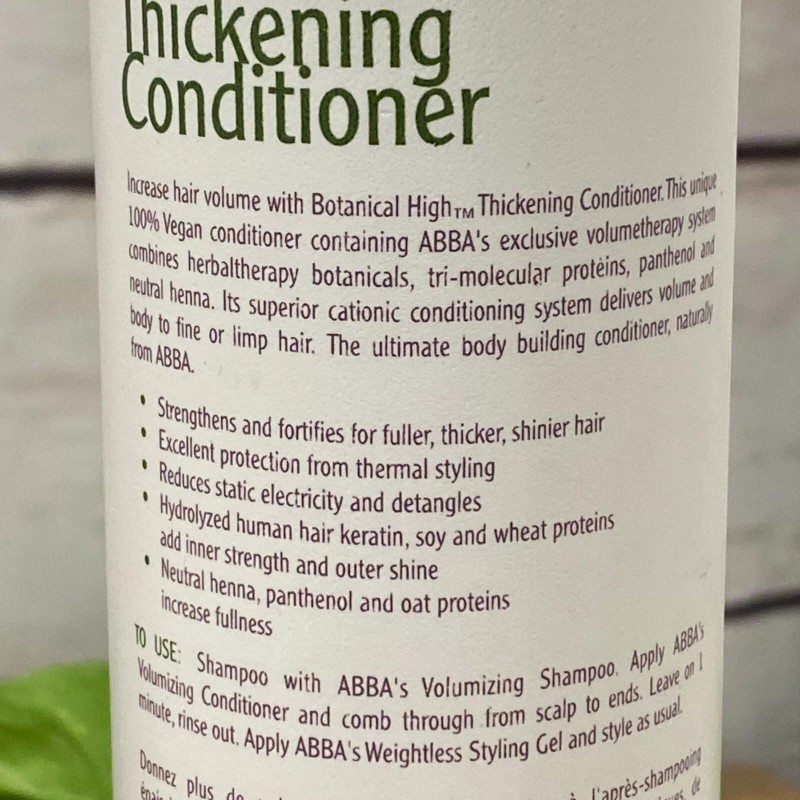 Thickening
Conditioner
Increase hair volume with Botanical High™ Thickening Conditioner. This unique
100% Vegan conditioner containing ABBA's exclusive volumetherapy system
combines herbaltherapy botanicals, tri-molecular proteins, panthenol and
neutral henna. Its superior cationic conditioning system delivers volume and
body to fine or limp hair. The ultimate body building conditioner, naturally
from ABBA.
• Strengthens and fortifies for fuller, thicker, shinier hair
• Excellent protection from thermal styling
• Reduces static electricity and detangles
• Hydrolyzed human hair keratin, soy and wheat proteins
add inner strength and outer shine
• Neutral henna, panthenol and oat proteins
increase fullness
TO USE: Shampoo with ABBA's Volumizing Shampoo. Apply ABBA's
Volumizing Conditioner and comb through from scalp to ends. Leave on 1
minute, rinse out. Apply ABBA's Weightless Styling Gel and style as usual.
Donnez plus de à l'après-shampooing
de